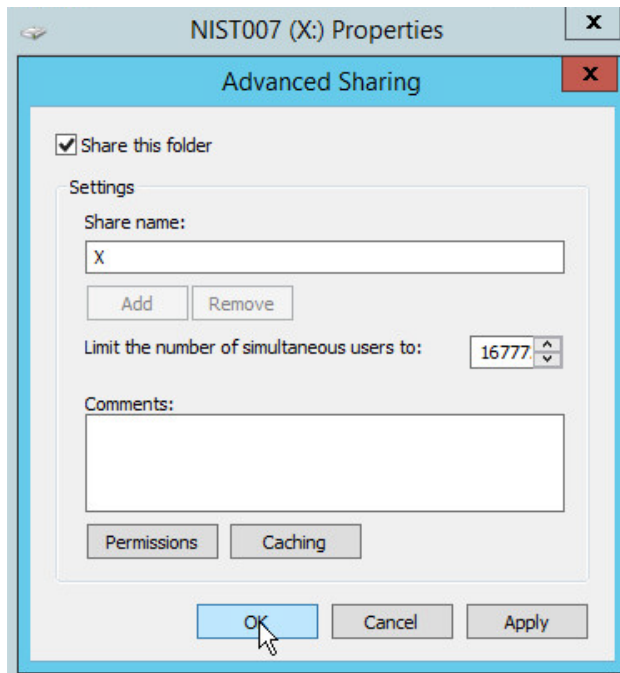 NIST007 (X:) Properties
x
Advanced Sharing
x
Share this folder
Settings
Share name:
X
Add Remove
Limit the number of simultaneous users to: 16777
Comments:
Permissions Caching
OK Cancel Apply